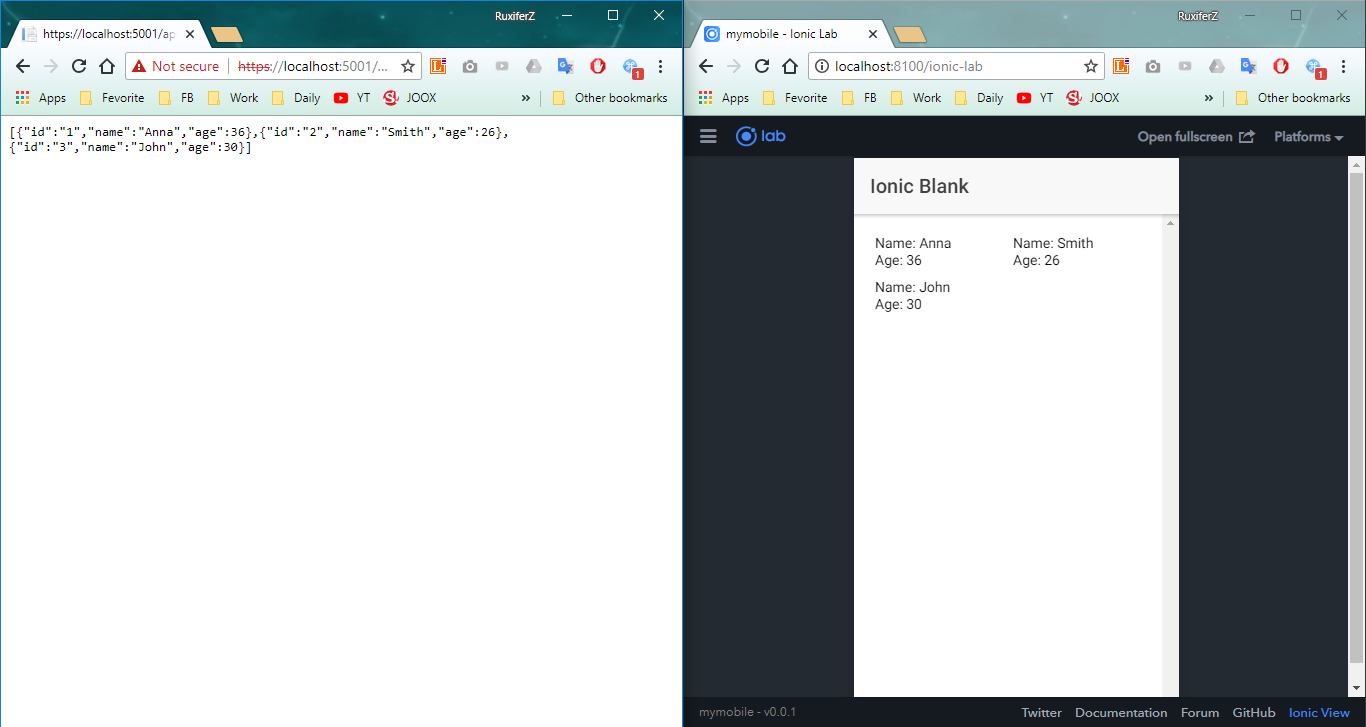 RuxiferZ
https://localhost:5001/ap
Not secure
https://localhost:5001/...
1
Apps
Fevorite
FB
Work
Daily
YT
JOOX
»
Other bookmarks
[{"id":"1","name":"Anna","age":36},{"id":"2","name":"Smith","age":26},
{"id":"3","name":"John","age":30}]
RuxiferZ
mymobile - Ionic Lab
localhost:8100/ionic-lab
1
Apps
Fevorite
FB
Work
Daily
YT
JOOX
»
Other bookmarks
lab
Open fullscreen
Platforms
Ionic Blank
Name: Anna
Age: 36
Name: Smith
Age: 26
Name: John
Age: 30
mymobile - v0.0.1
Twitter
Documentation
Forum
GitHub
Ionic View